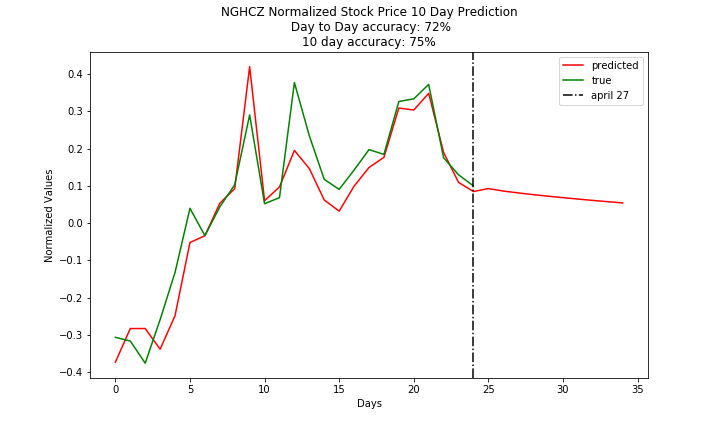 NGHCZ Normalized Stock Price 10 Day Prediction
Day to Day accuracy: 72%
10 day accuracy: 75%
predicted
true
april 27
Normalized Values
0.4
0.3
0.2
0.1
0.0
−0.1
−0.2
−0.3
−0.4
0 5 10 15 20 25 30 35
Days